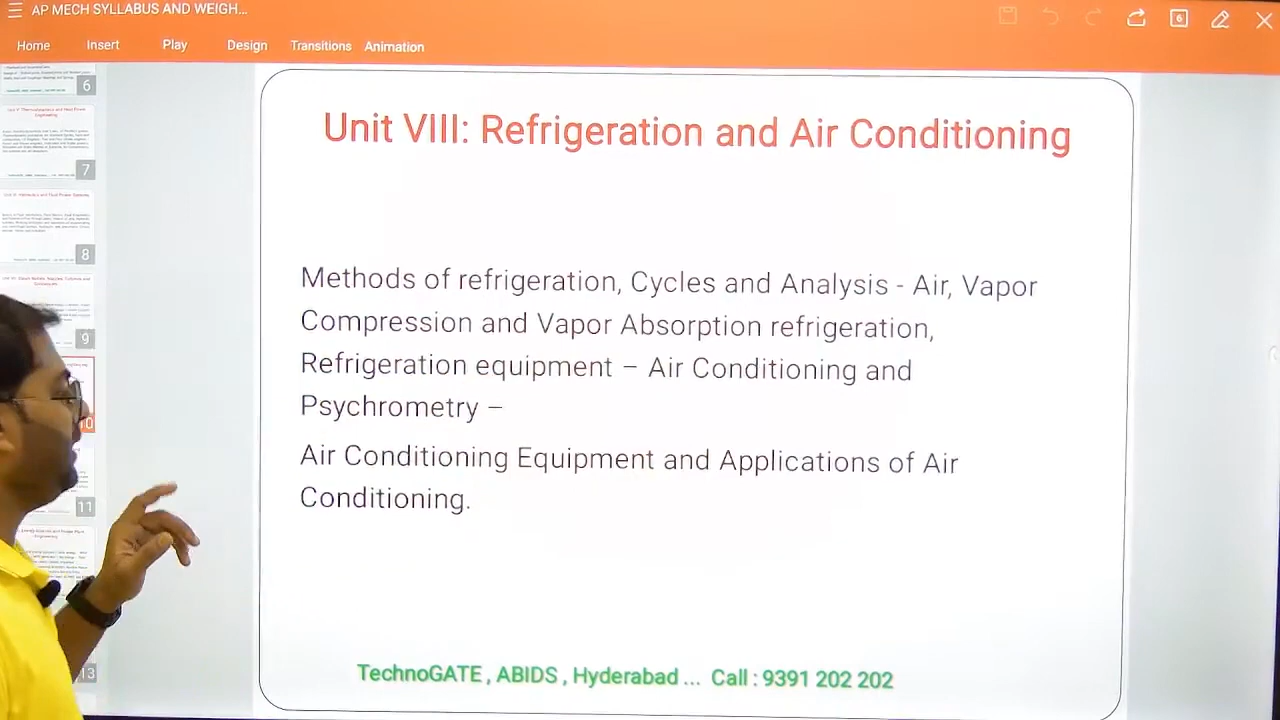 AP MECH SYLLABUS AND WEIGH...
6
Home Insert Play Design Transitions Animation
6
7
8
9
10
11
13
Unit VIII: Refrigeration and Air Conditioning
Methods of refrigeration, Cycles and Analysis - Air, Vapor
Compression and Vapor Absorption refrigeration,
Refrigeration equipment – Air Conditioning and
Psychrometry –
Air Conditioning Equipment and Applications of Air
Conditioning.
TechnoGATE , ABIDS , Hyderabad ... Call : 9391 202 202